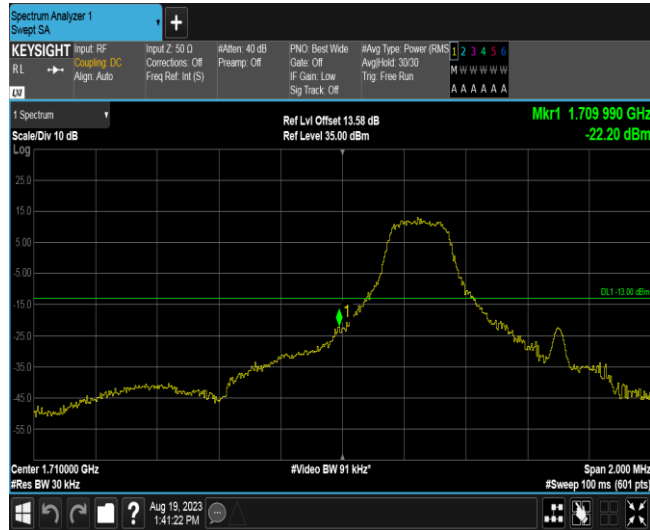 Spectrum Analyzer 1
Swept SA
+
KEYSIGHT
RL
LXI
Input: RF
Coupling: DC
Align: Auto
Input Z: 50 Ω
Corrections: Off
Freq Ref: Int (S)
#Atten: 40 dB
Preamp: Off
PNO: Best Wide
Gate: Off
IF Gain: Low
Sig Track: Off
#Avg Type: Power (RMS
Avg|Hold: 30/30
Trig: Free Run
1 2 3 4 5 6
M W W W W W
A A A A A A
1 Spectrum
Scale/Div 10 dB
Log
Ref Lvl Offset 13.58 dB
Ref Level 35.00 dBm
Mkr1 1.709 990 GHz
-22.20 dBm
25.0
15.0
5.00
-5.00
-15.0
-25.0
-35.0
-45.0
-55.0
1
DL1 -13.00 dBm
Center 1.710000 GHz
#Res BW 30 kHz
#Video BW 91 kHz*
Span 2.000 MHz
#Sweep 100 ms (601 pts)
?
Aug 19, 2023
1:41:22 PM